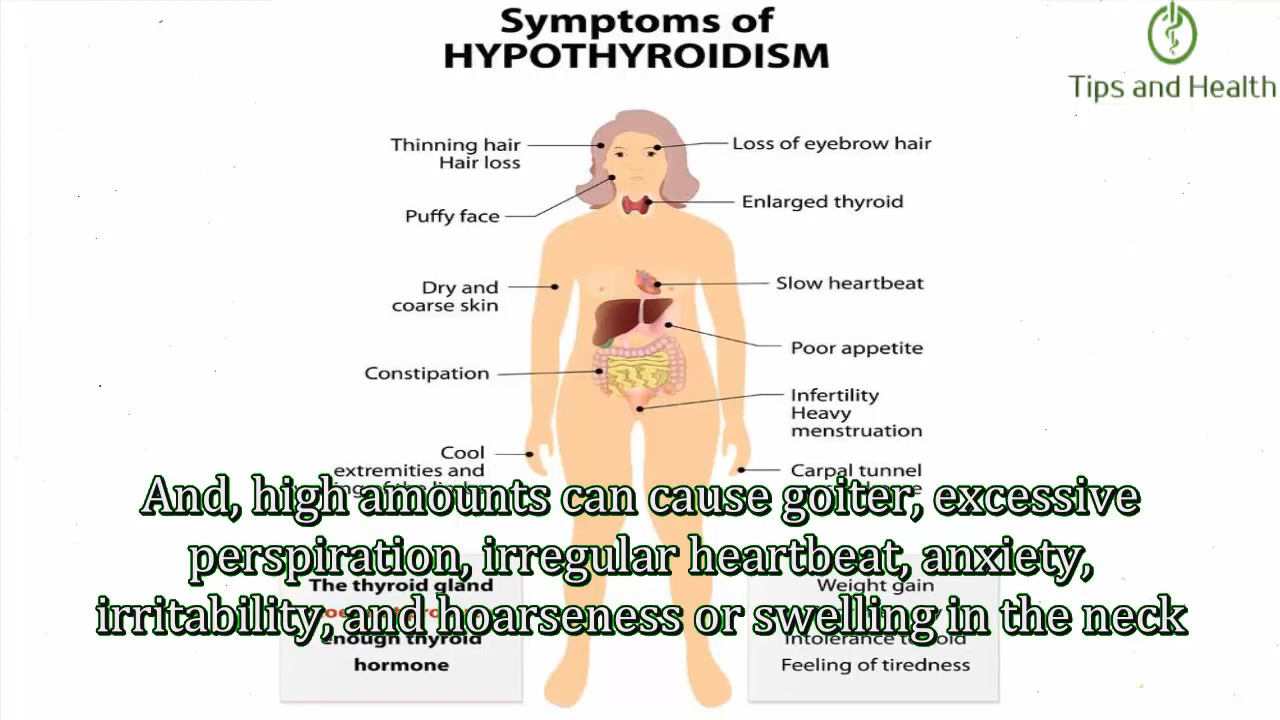 Symptoms of
HYPOTHYROIDISM
Tips and Health
Thinning hair
Hair loss
Loss of eyebrow hair
Puffy face
Enlarged thyroid
Dry and
coarse skin
Slow heartbeat
Poor appetite
Constipation
Infertility
Heavy
menstruation
Cool
extremities and
Carpal tunnel
And, high amounts can cause goiter, excessive
perspiration, irregular heartbeat, anxiety,
irritability, and hoarseness or swelling in the neck
The thyroid gland
enough thyroid
hormone
Weight gain
Intolerance to
Feeling of tiredness